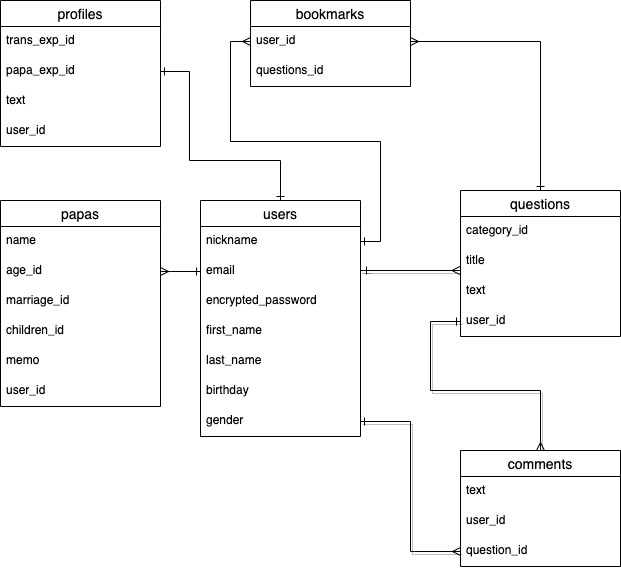 profiles
trans_exp_id
papa_exp_id
text
user_id
bookmarks
user_id
questions_id
papas
name
age_id
marriage_id
children_id
memo
user_id
users
nickname
email
encrypted_password
first_name
last_name
birthday
gender
questions
category_id
title
text
user_id
comments
text
user_id
question_id